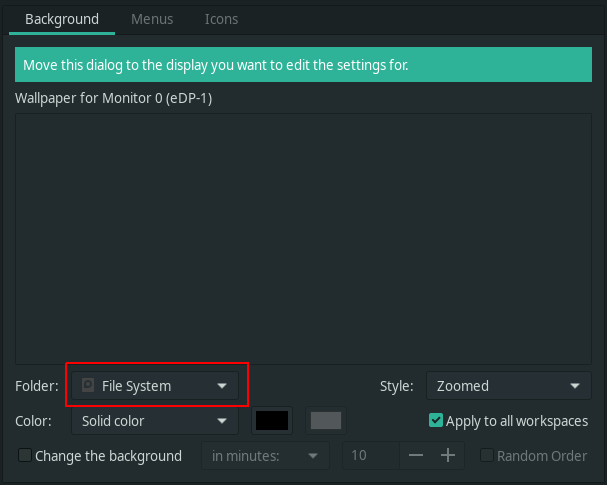 Background Menus Icons
Move this dialog to the display you want to edit the settings for.
Wallpaper for Monitor 0 (eDP-1)
Folder: File System Style: Zoomed
Color: Solid color Apply to all workspaces
Change the background in minutes: 10 Random Order